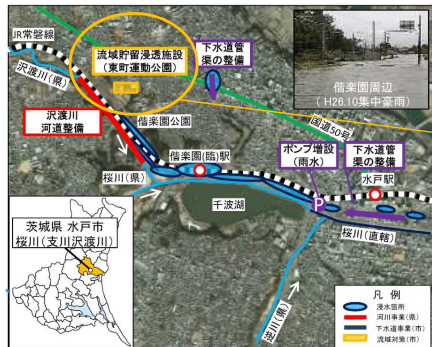 JR常磐線
沢渡川(県)
流域貯留浸透施設
(東町運動公園)
下水道管
渠の整備
偕楽園周辺
(H26.10集中豪雨)
沢渡川
河道整備
偕楽園公園
国道50号
偕楽園(臨)駅
ポンプ増設
(雨水)
下水道管
渠の整備
水戸駅
桜川(県)
千波湖
P
桜川(直轄)
逆川(県)
茨城県 水戸市
桜川(支川沢渡川)
凡 例
浸水箇所
河川事業(県)
下水道事業(市)
流域対策(市)